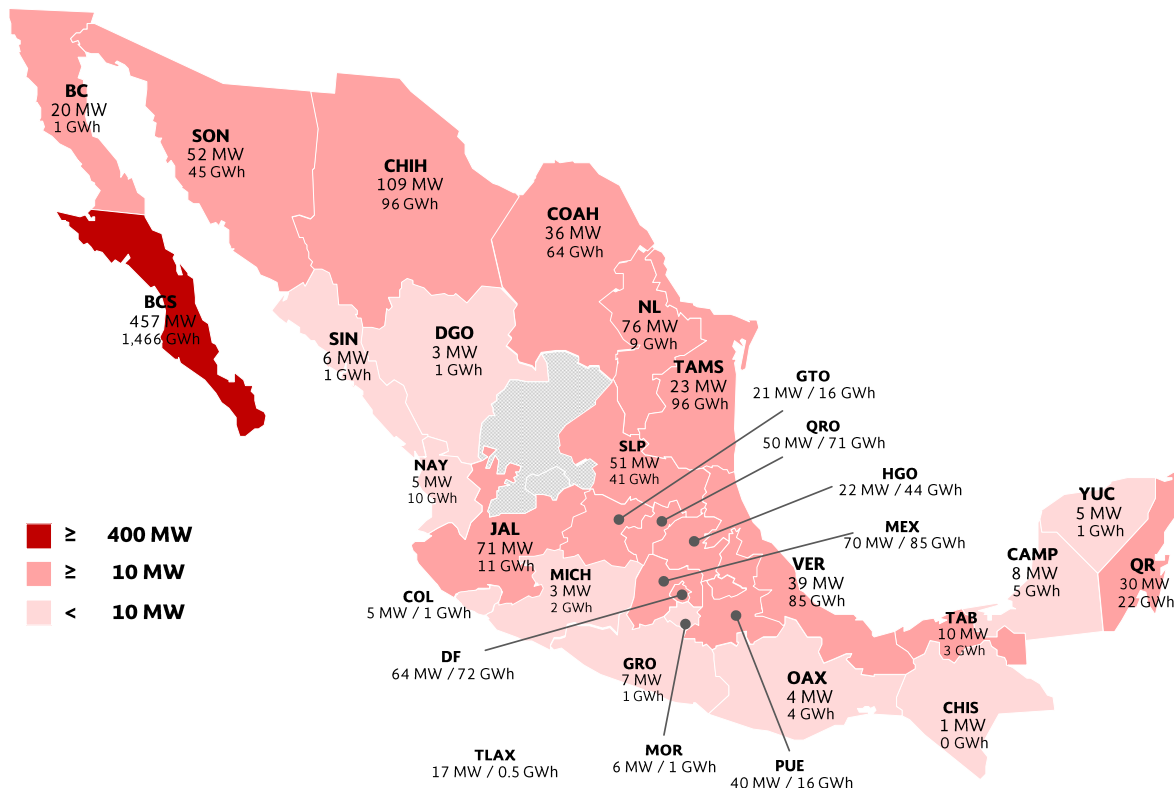 BC
20 MW
1 GWh
SON
52 MW
45 GWh
CHIH
109 MW
96 GWh
COAH
36 MW
64 GWh
BCS
457 MW
1,466 GWh
SIN
6 MW
1 GWh
DGO
3 MW
1 GWh
NL
76 MW
9 GWh
TAMS
23 MW
96 GWh
GTO
21 MW / 16 GWh
QRO
50 MW / 71 GWh
SLP
51 MW
41 GWh
NAY
5 MW
10 GWh
HGO
22 MW / 44 GWh
MEX
70 MW / 85 GWh
JAL
71 MW
11 GWh
MICH
3 MW
2 GWh
VER
39 MW
85 GWh
YUC
5 MW
1 GWh
CAMP
8 MW
5 GWh
QR
30 MW
22 GWh
≥ 400 MW
≥ 10 MW
< 10 MW
COL
5 MW / 1 GWh
DF
64 MW / 72 GWh
TAB
10 MW
3 GWh
GRO
7 MW
1 GWh
OAX
4 MW
4 GWh
CHIS
1 MW
0 GWh
TLAX
17 MW / 0.5 GWh
MOR
6 MW / 1 GWh
PUE
40 MW / 16 GWh